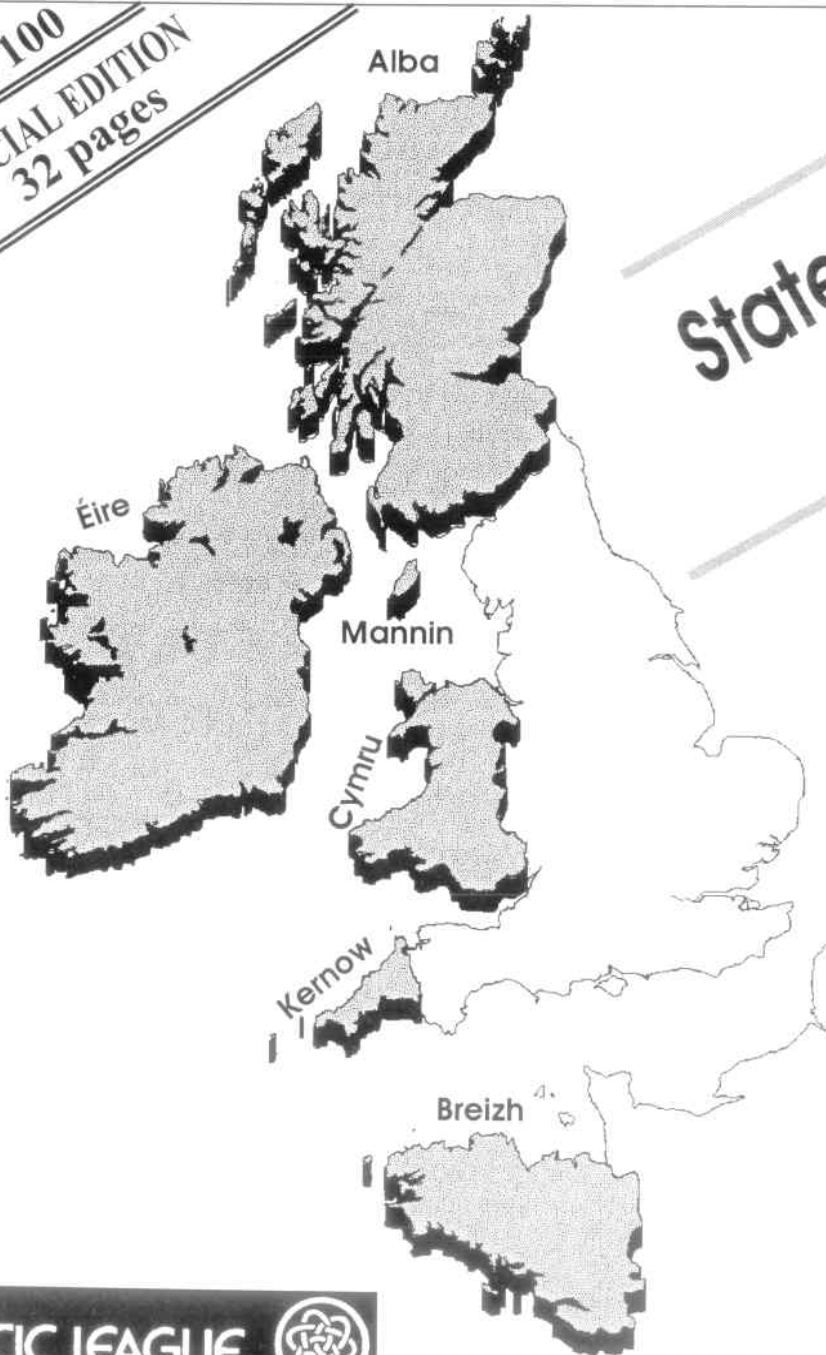 100
CIAL EDITION
32 pages
Alba
State
Éire
Mannin
Cymru
Kernow
Breizh
TIC LEAGUE